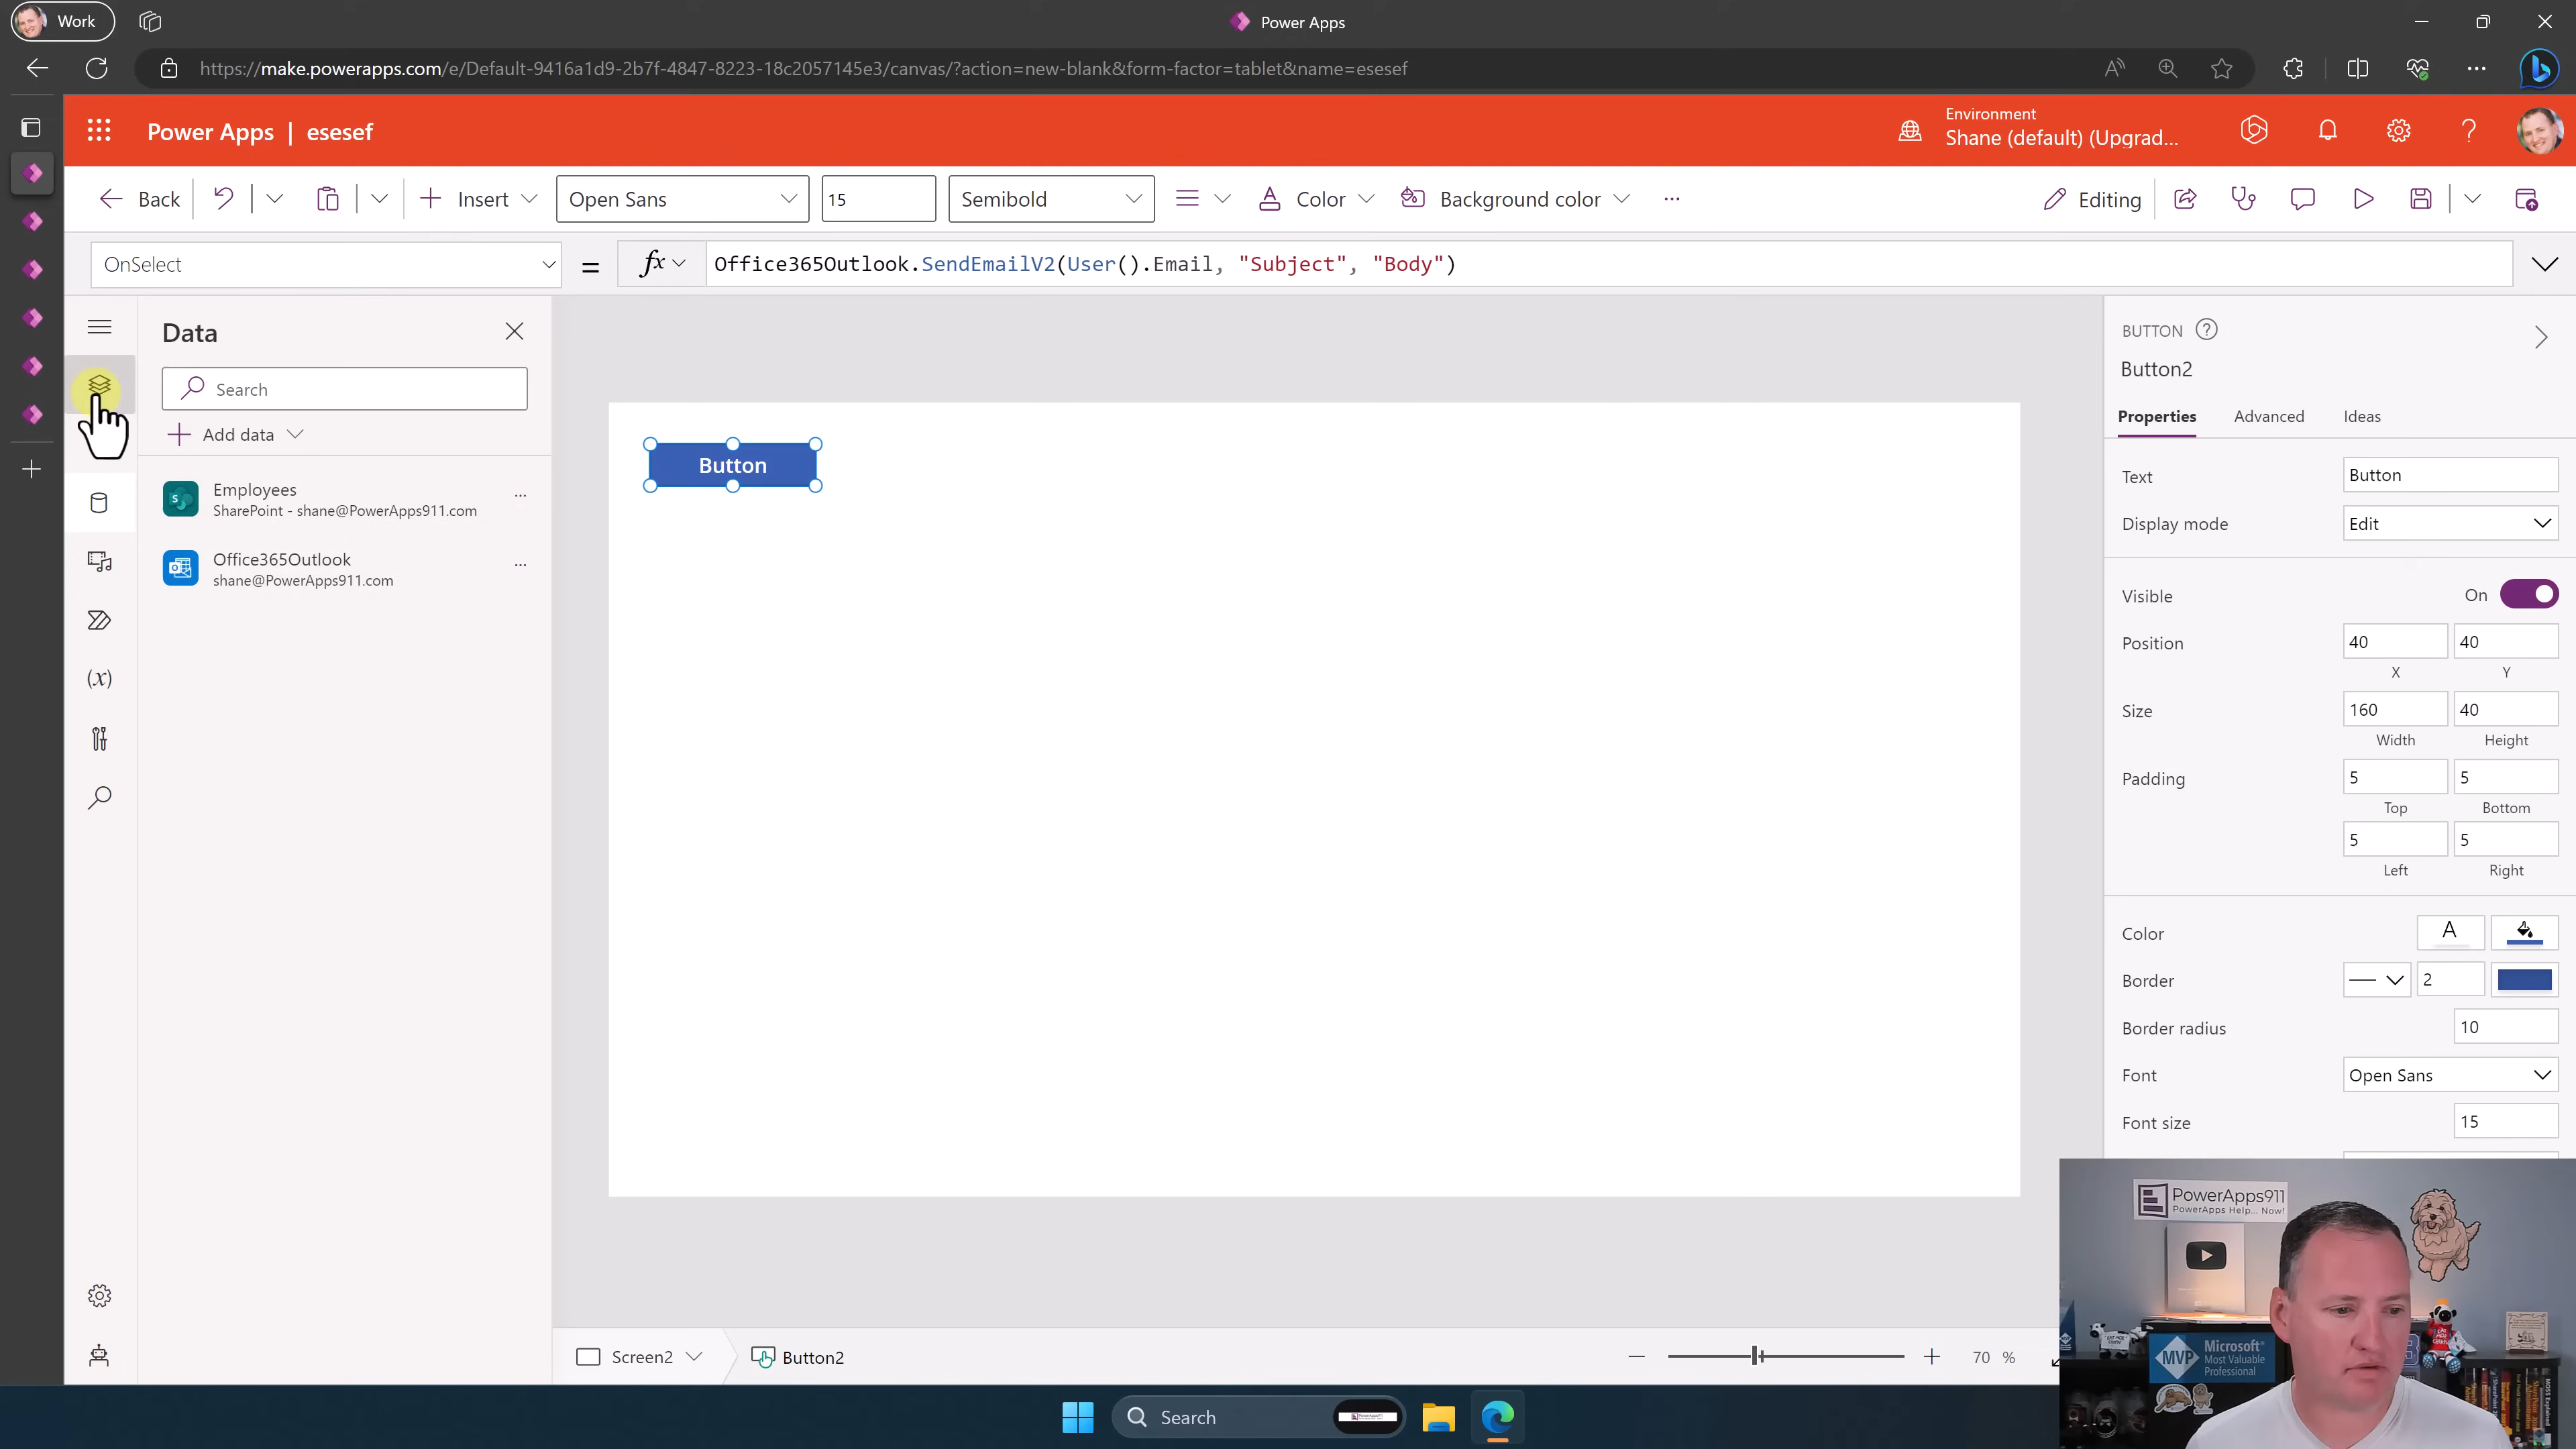 Work
Power Apps
https://make.powerapps.com/e/Default-9416a1d9-2b7f-4847-8223-18c2057145e3/canvas/?action=new-blank&form-factor=tablet&name=esesef
Power Apps | esesef
Environment
Shane (default) (Upgrad...
Back
Insert
Open Sans
15
Semibold
Color
Background color
Editing
OnSelect
=
fx
Office365Outlook.SendEmailV2(User().Email, "Subject", "Body")
Data
Search
Add data
Employees
SharePoint - shane@PowerApps911.com
Office365Outlook
shane@PowerApps911.com
(x)
Button
BUTTON
Button2
Properties
Advanced
Ideas
Text
Button
Display mode
Edit
Visible
On
Position
40
40
X
Y
Size
160
40
Width
Height
Padding
5
5
Top
Bottom
5
5
Left
Right
Color
A
Border
2
Border radius
10
Font
Open Sans
Font size
15
Screen2
Button2
70 %
PowerApps911
PowerApps Help... Now!
MVP
Microsoft
Most Valuable
Professional
Search